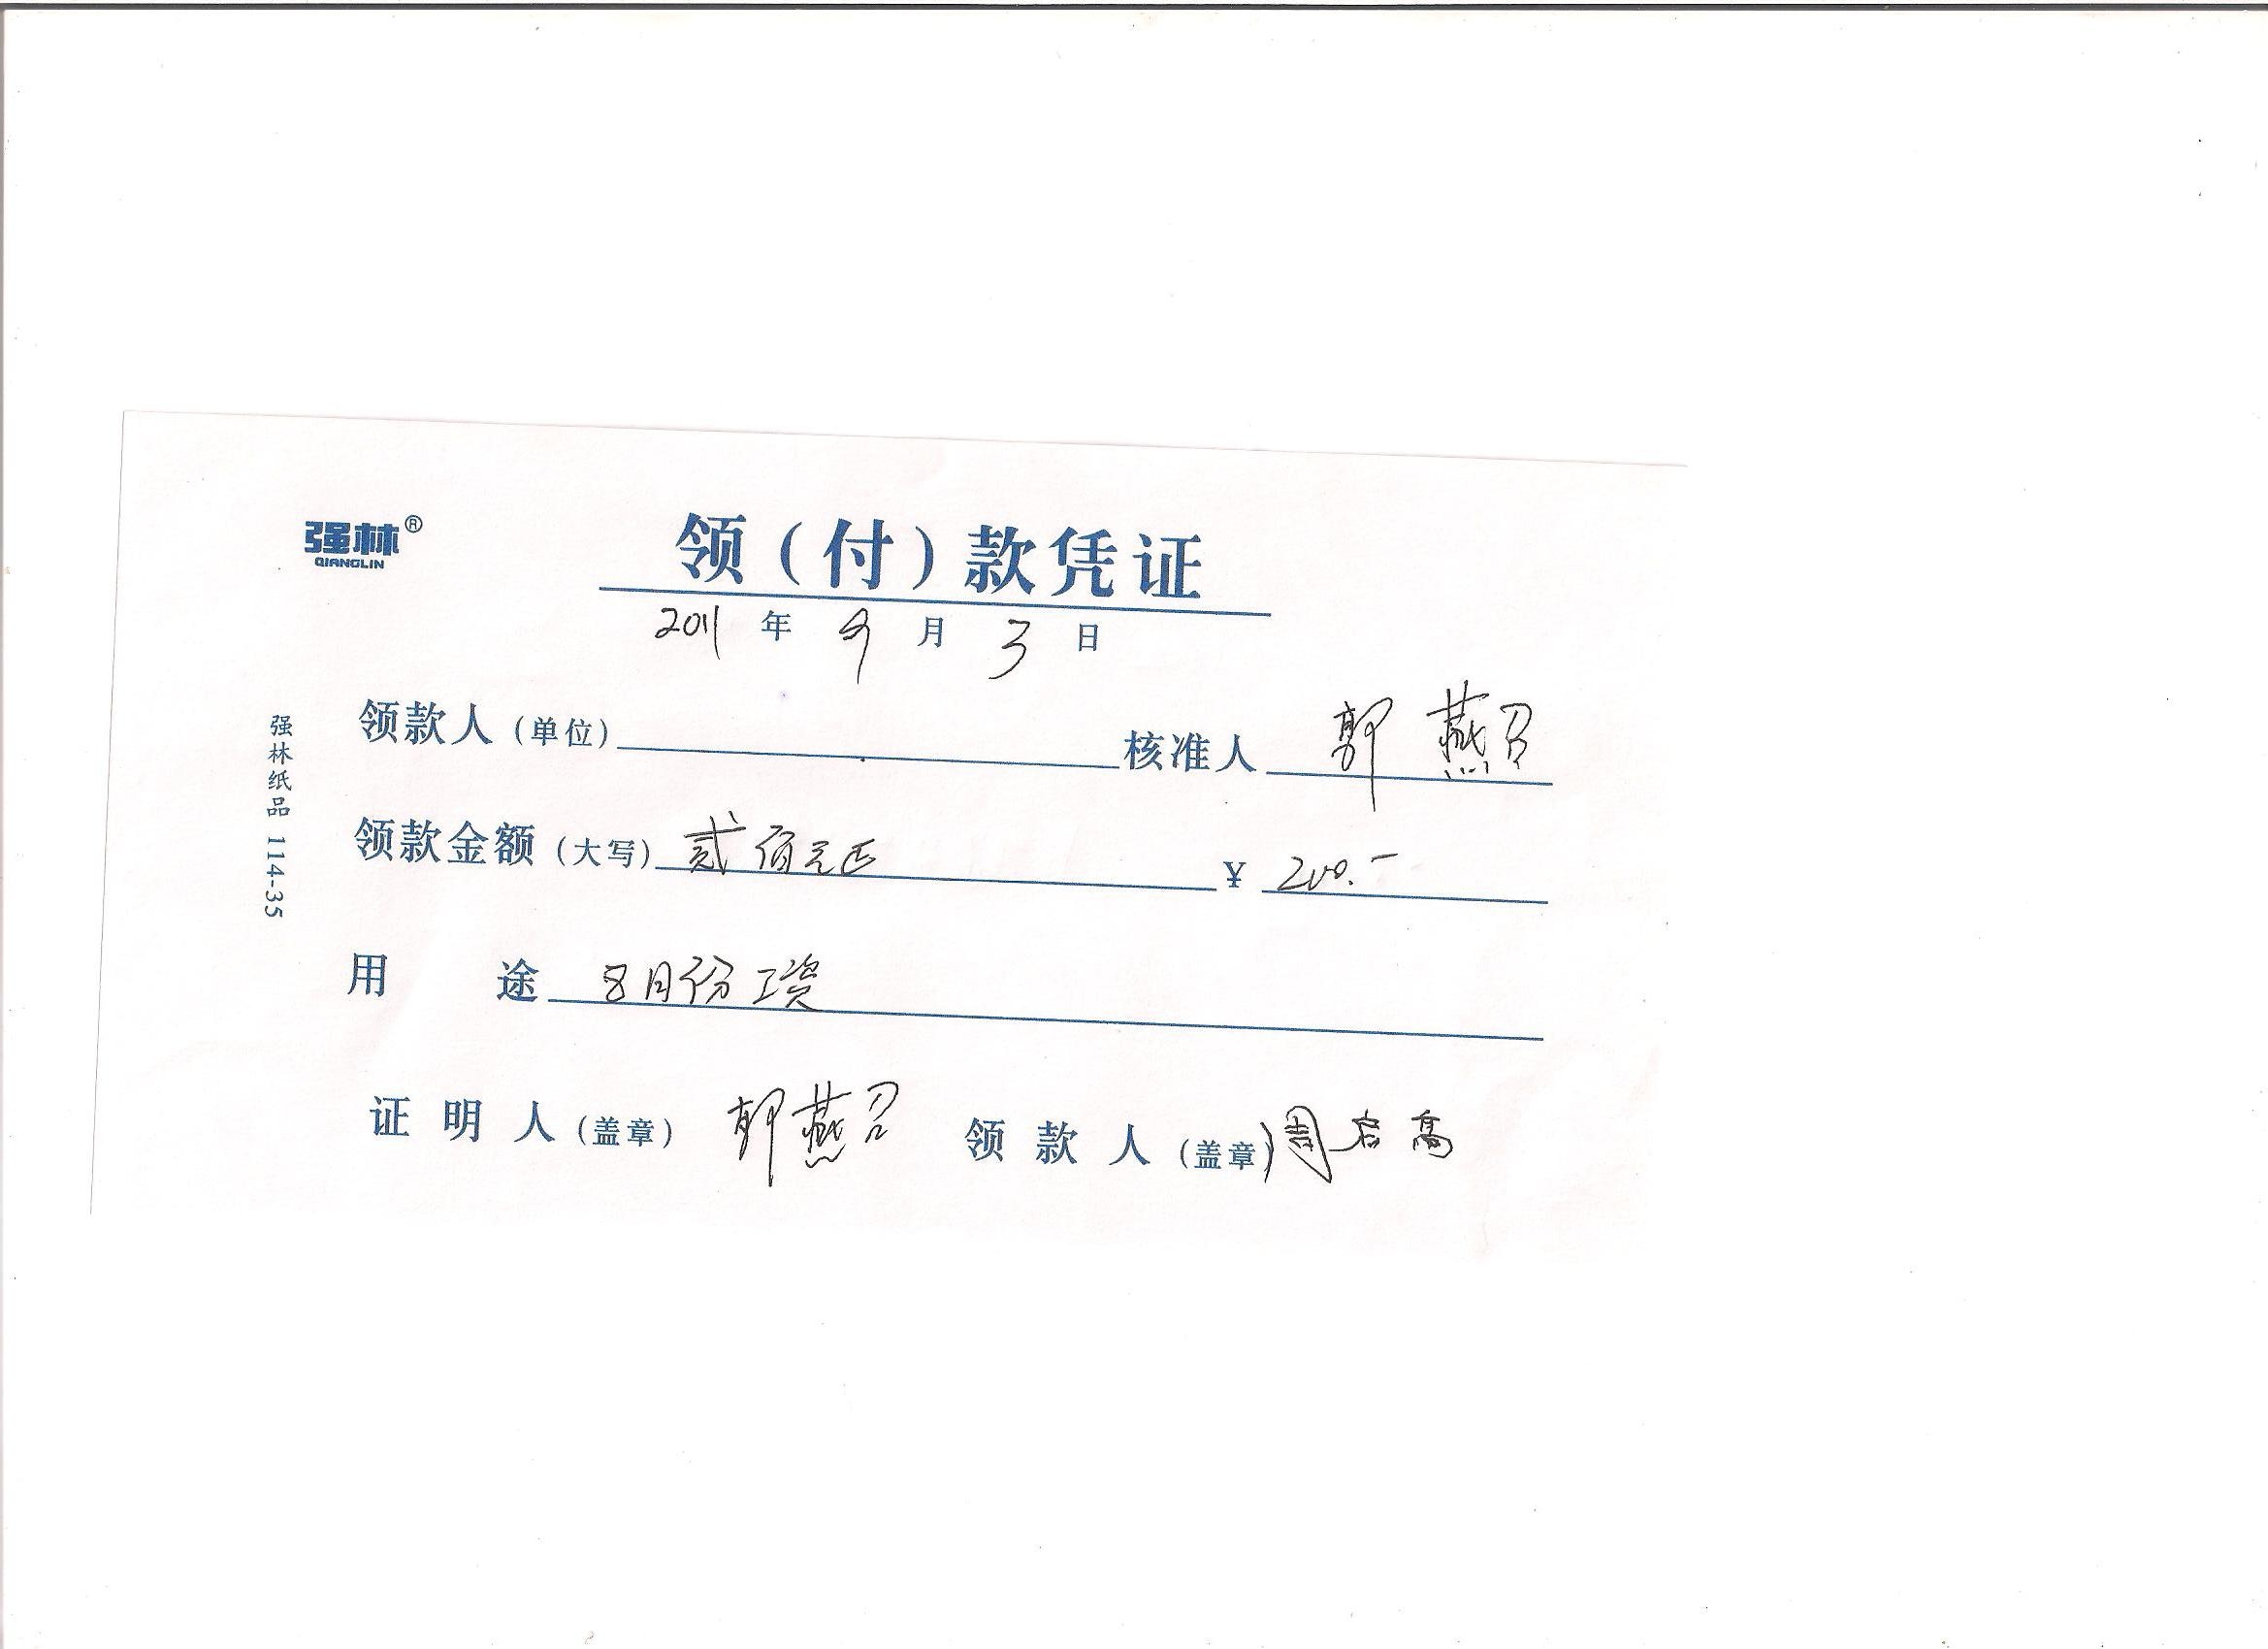 强林®
QIANGLIN
领（付）款凭证
2011 年 9 月 3 日
领款人（单位） 核准人 郭燕召
领款金额（大写） 贰佰元正 ¥ 200.-
用 途 8月份工资
证明人（盖章） 郭燕召 领款人（盖章） 周启高
强林纸品 114-35